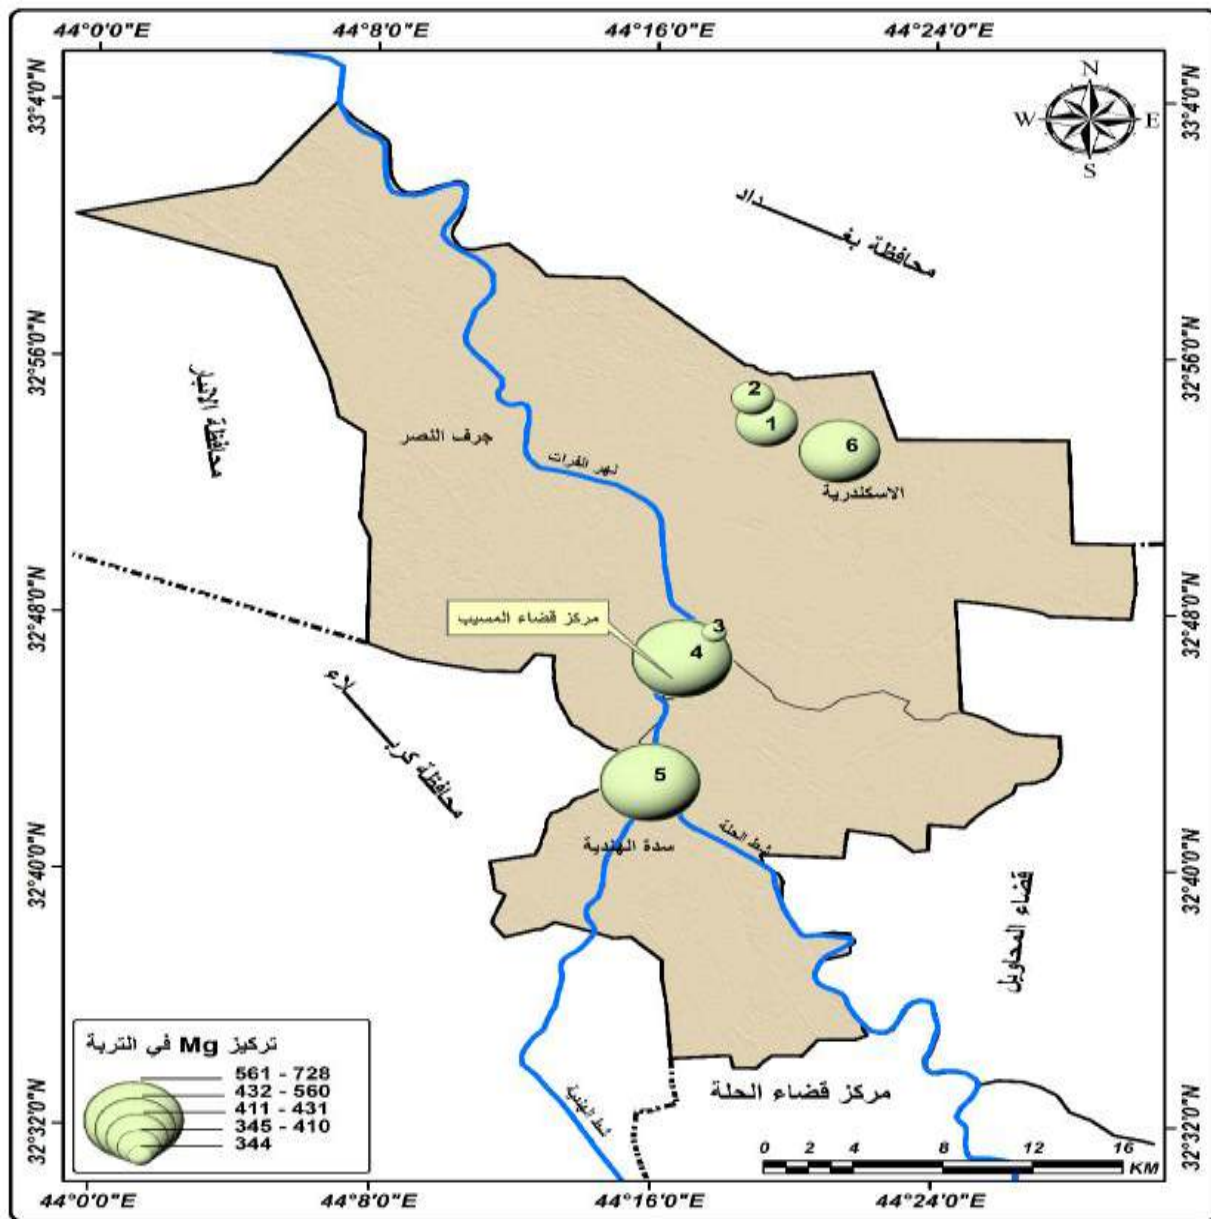 44°0'0"E 44°8'0"E 44°16'0"E 44°24'0"E
33°4'0"N
33°4'0"N
N
W E
S
محافظة بغـــداد
32°56'0"N
32°56'0"N
محافظة الانبار
2
1
6
جرف النصر
نهر الفرات
الاسكندرية
32°48'0"N
32°48'0"N
مركز قضاء المسيب
3
4
محافظة كربـــلاء
5
سدة الهندية
شط الحلة
32°40'0"N
32°40'0"N
قضاء المحاويل
تركيز Mg في التربة
561 - 728
432 - 560
411 - 431
345 - 410
344
مركز قضاء الحلة
شط الهندية
32°32'0"N
32°32'0"N
0 2 4 8 12 16
KM
44°0'0"E 44°8'0"E 44°16'0"E 44°24'0"E